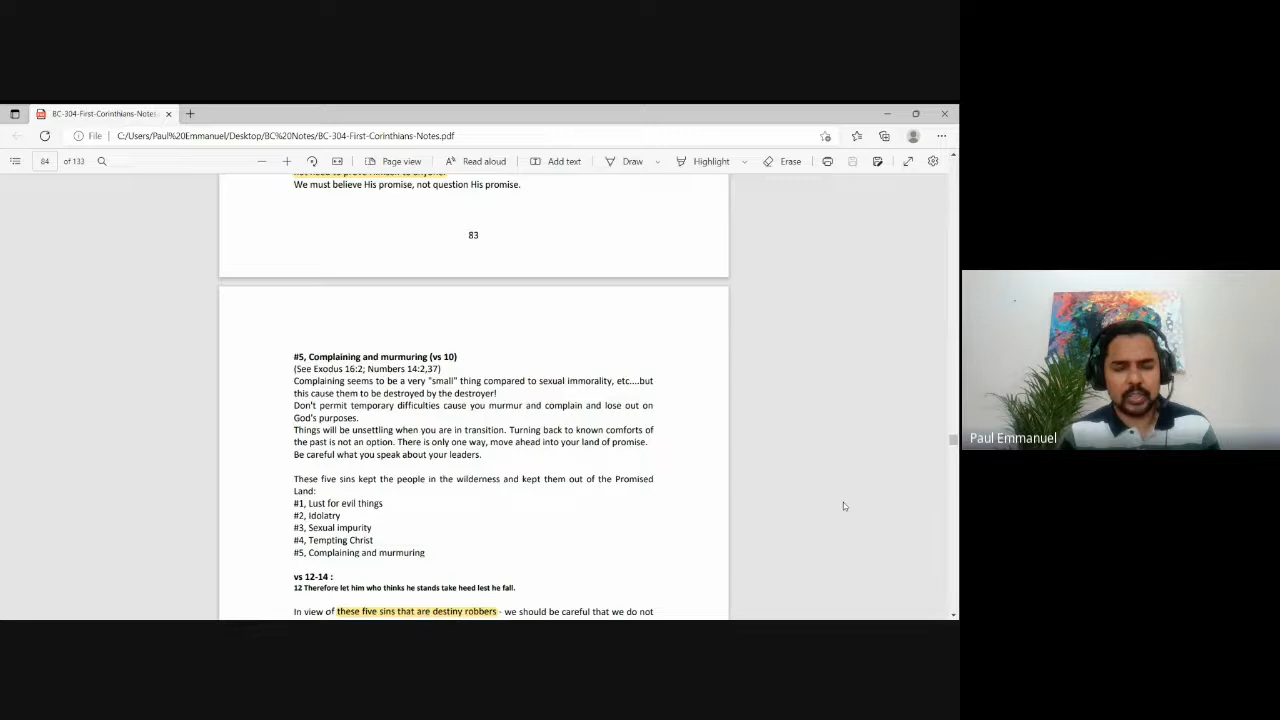 BC-304-First-Corinthians-Notes
File
C:/Users/Paul%20Emmanuel/Desktop/BC%20Notes/BC-304-First-Corinthians-Notes.pdf
84 of 133
Page view
Read aloud
Add text
Draw
Highlight
Erase
We must believe His promise, not question His promise.
83
#5, Complaining and murmuring (vs 10)
(See Exodus 16:2; Numbers 14:2,37)
Complaining seems to be a very "small" thing compared to sexual immorality, etc....but
this cause them to be destroyed by the destroyer!
Don't permit temporary difficulties cause you murmur and complain and lose out on
God's purposes.
Things will be unsettling when you are in transition. Turning back to known comforts of
the past is not an option. There is only one way, move ahead into your land of promise.
Be careful what you speak about your leaders.
These five sins kept the people in the wilderness and kept them out of the Promised
Land:
#1, Lust for evil things
#2, Idolatry
#3, Sexual impurity
#4, Tempting Christ
#5, Complaining and murmuring
vs 12-14 :
12 Therefore let him who thinks he stands take heed lest he fall.
In view of these five sins that are destiny robbers - we should be careful that we do not
Paul Emmanuel